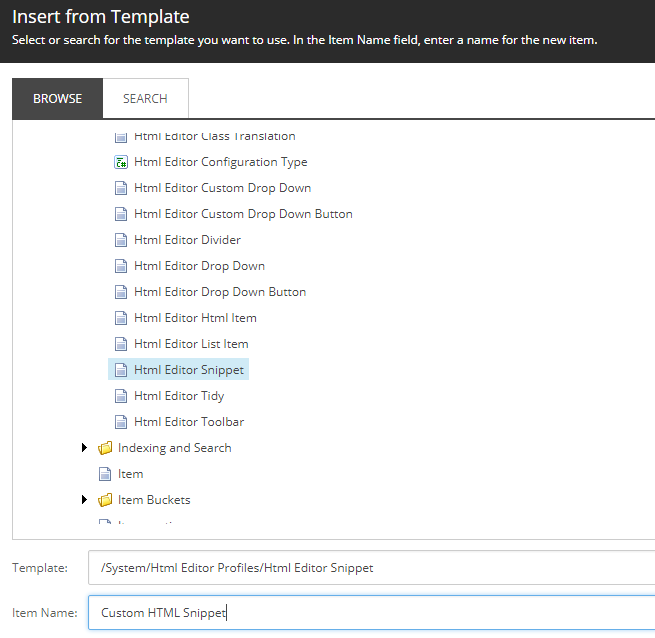 Insert from Template
Select or search for the template you want to use. In the Item Name field, enter a name for the new item.
BROWSE SEARCH
Html Editor Class Translation
Html Editor Configuration Type
Html Editor Custom Drop Down
Html Editor Custom Drop Down Button
Html Editor Divider
Html Editor Drop Down
Html Editor Drop Down Button
Html Editor Html Item
Html Editor List Item
Html Editor Snippet
Html Editor Tidy
Html Editor Toolbar
Indexing and Search
Item
Item Buckets
Template: /System/Html Editor Profiles/Html Editor Snippet
Item Name: Custom HTML Snippet